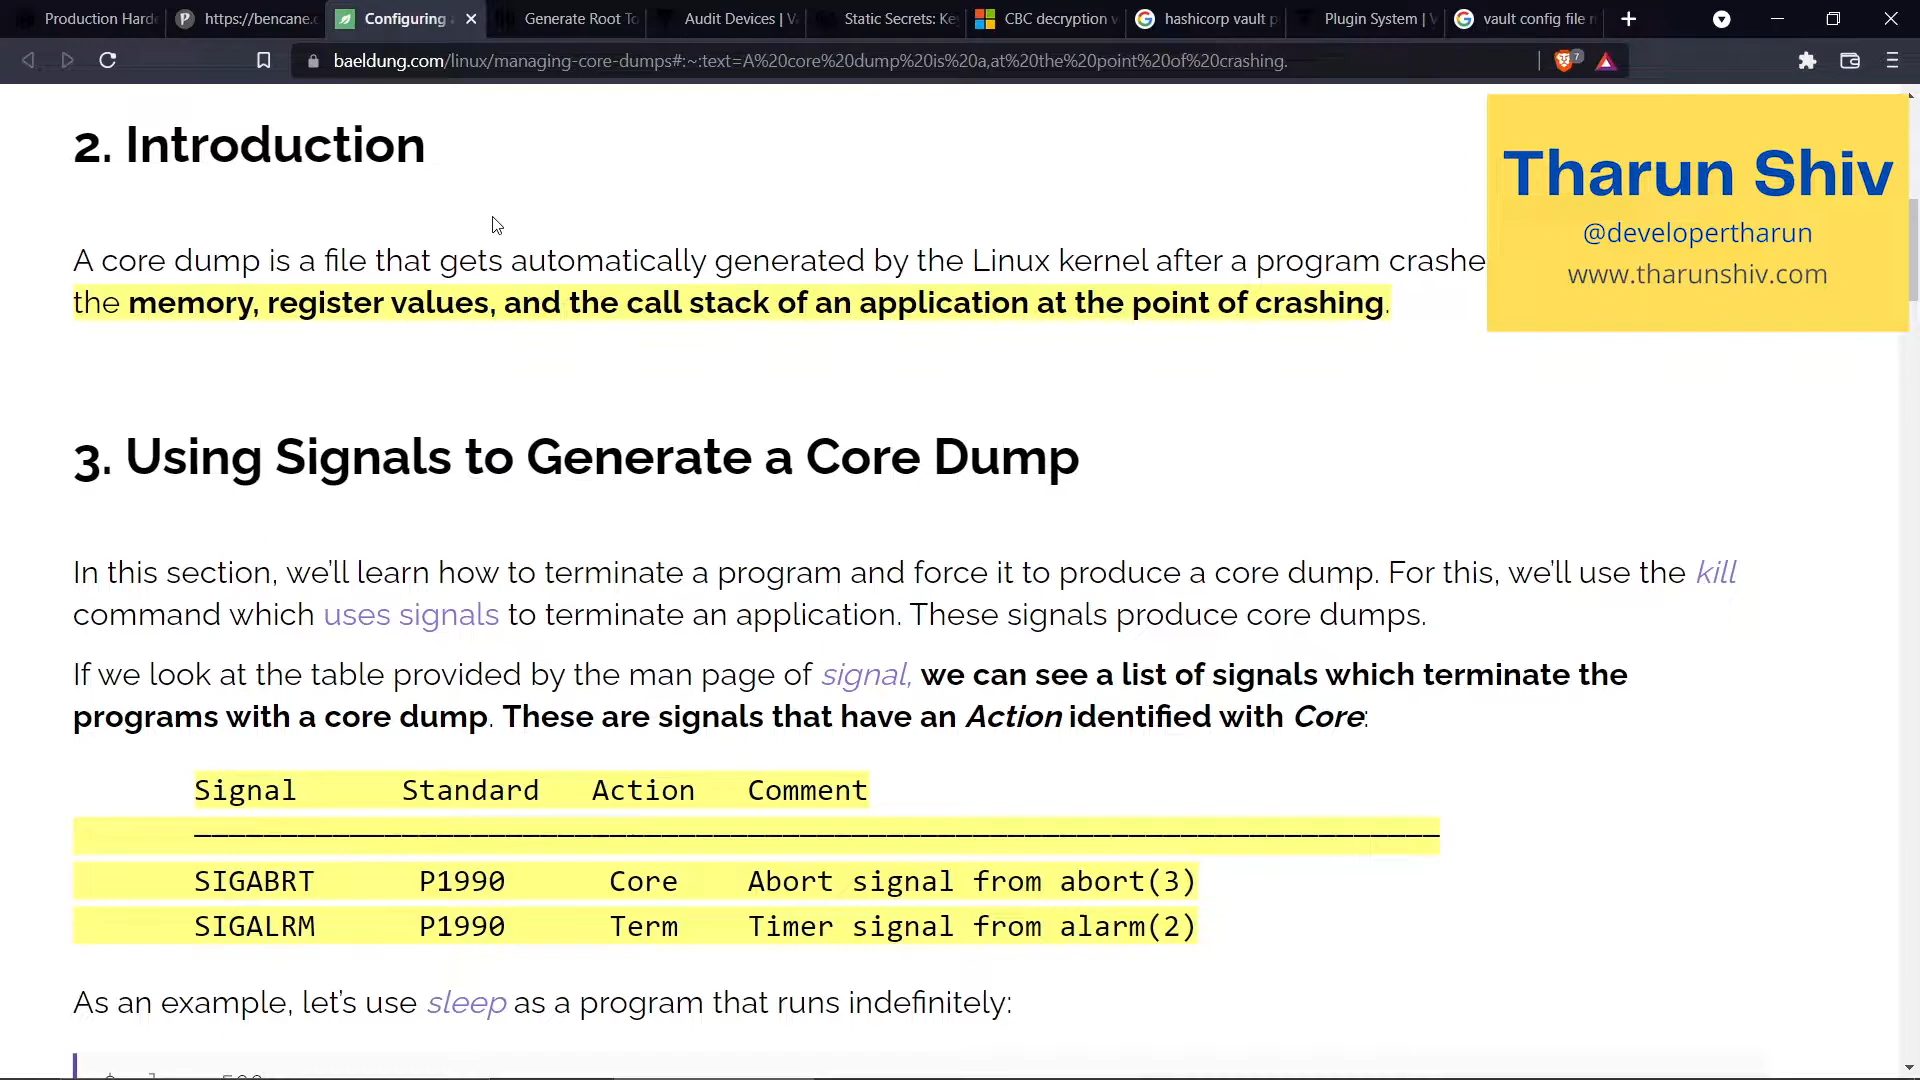 Production Harde
https://bencane.c
Configuring a
Generate Root To
Audit Devices | Va
Static Secrets: Key
CBC decryption v
hashicorp vault p
Plugin System | V
vault config file r
baeldung.com/linux/managing-core-dumps#:~:text=A%20core%20dump%20is%20a,at%20the%20point%20of%20crashing.
7
2. Introduction
Tharun Shiv
@developertharun
www.tharunshiv.com
A core dump is a file that gets automatically generated by the Linux kernel after a program crashe
the memory, register values, and the call stack of an application at the point of crashing.
3. Using Signals to Generate a Core Dump
In this section, we’ll learn how to terminate a program and force it to produce a core dump. For this, we’ll use the kill
command which uses signals to terminate an application. These signals produce core dumps.
If we look at the table provided by the man page of signal, we can see a list of signals which terminate the
programs with a core dump. These are signals that have an Action identified with Core:
Signal Standard Action Comment
SIGABRT P1990 Core Abort signal from abort(3)
SIGALRM P1990 Term Timer signal from alarm(2)
As an example, let’s use sleep as a program that runs indefinitely: